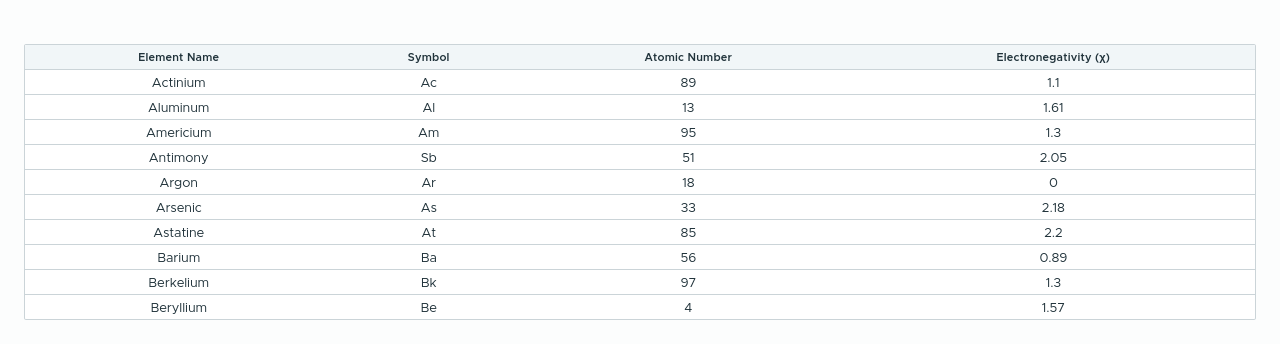 Element Name Symbol Atomic Number Electronegativity (χ)
Actinium Ac 89 1.1
Aluminum Al 13 1.61
Americium Am 95 1.3
Antimony Sb 51 2.05
Argon Ar 18 0
Arsenic As 33 2.18
Astatine At 85 2.2
Barium Ba 56 0.89
Berkelium Bk 97 1.3
Beryllium Be 4 1.57